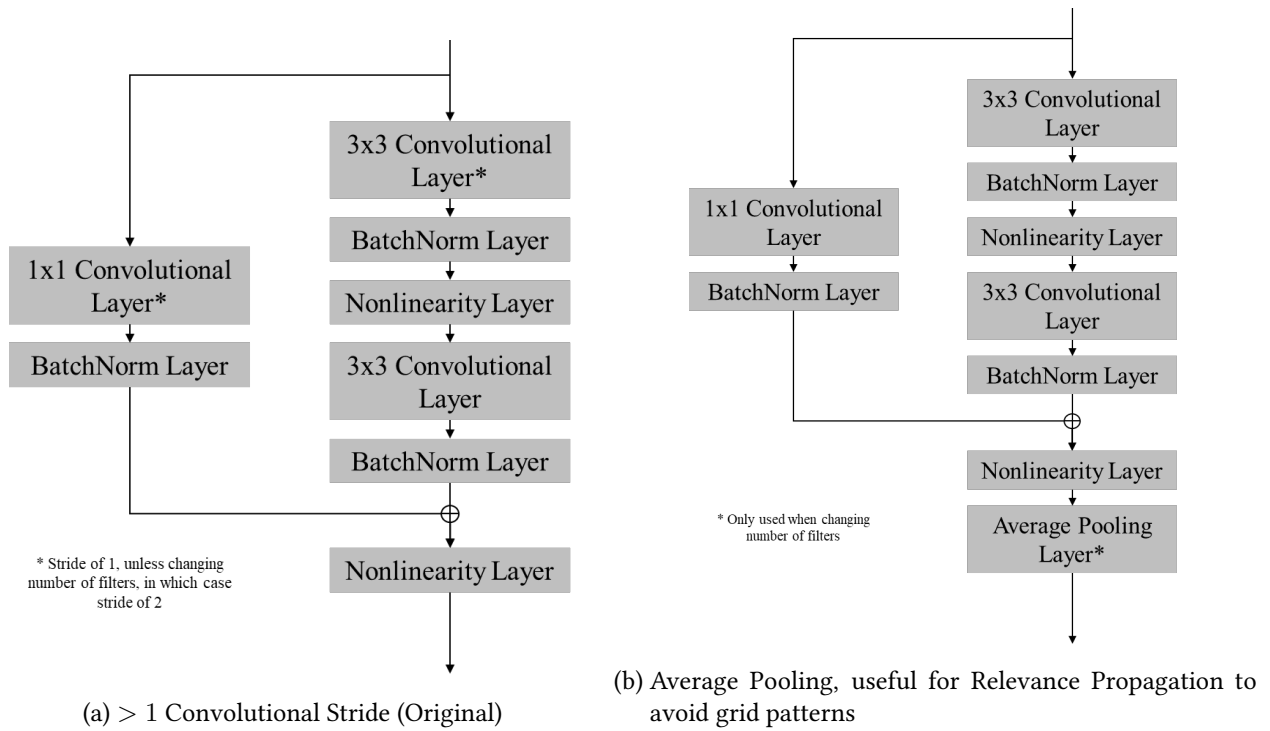 3x3 Convolutional
Layer*
BatchNorm Layer
Nonlinearity Layer
3x3 Convolutional
Layer
BatchNorm Layer
1x1 Convolutional
Layer*
BatchNorm Layer
Nonlinearity Layer
* Stride of 1, unless changing
number of filters, in which case
stride of 2
(a) > 1 Convolutional Stride (Original)
3x3 Convolutional
Layer
BatchNorm Layer
Nonlinearity Layer
3x3 Convolutional
Layer
BatchNorm Layer
1x1 Convolutional
Layer
BatchNorm Layer
Nonlinearity Layer
Average Pooling
Layer*
* Only used when changing
number of filters
(b) Average Pooling, useful for Relevance Propagation to
avoid grid patterns